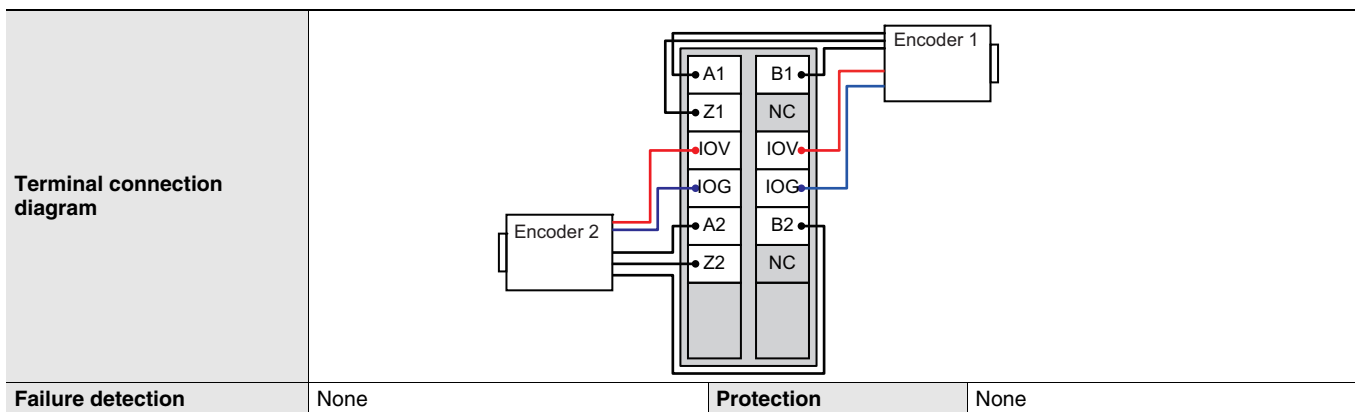 Terminal connection
diagram
Encoder 1
A1 B1
Z1 NC
IOV IOV
IOG IOG
Encoder 2
A2 B2
Z2 NC
Failure detection None Protection None